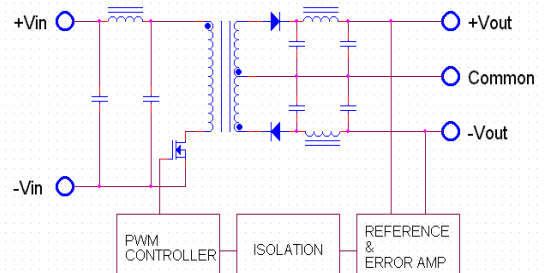 +Vin
+Vout
Common
-Vout
-Vin
PWM
CONTROLLER
ISOLATION
REFERENCE
&
ERROR AMP